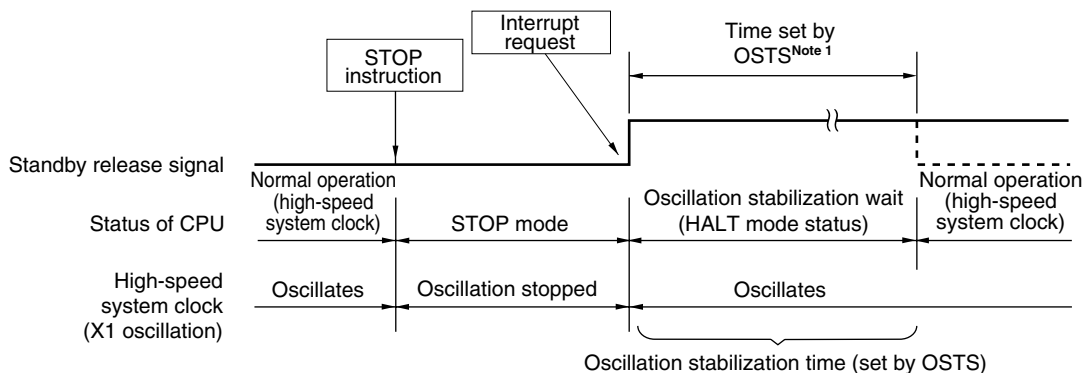 Interrupt
request
Time set by
OSTSNote 1
STOP
instruction
Standby release signal
Normal operation
(high-speed
system clock)
Oscillation stabilization wait
(HALT mode status)
Normal operation
(high-speed
system clock)
Status of CPU
STOP mode
High-speed
system clock
(X1 oscillation)
Oscillates
Oscillation stopped
Oscillates
Oscillation stabilization time (set by OSTS)